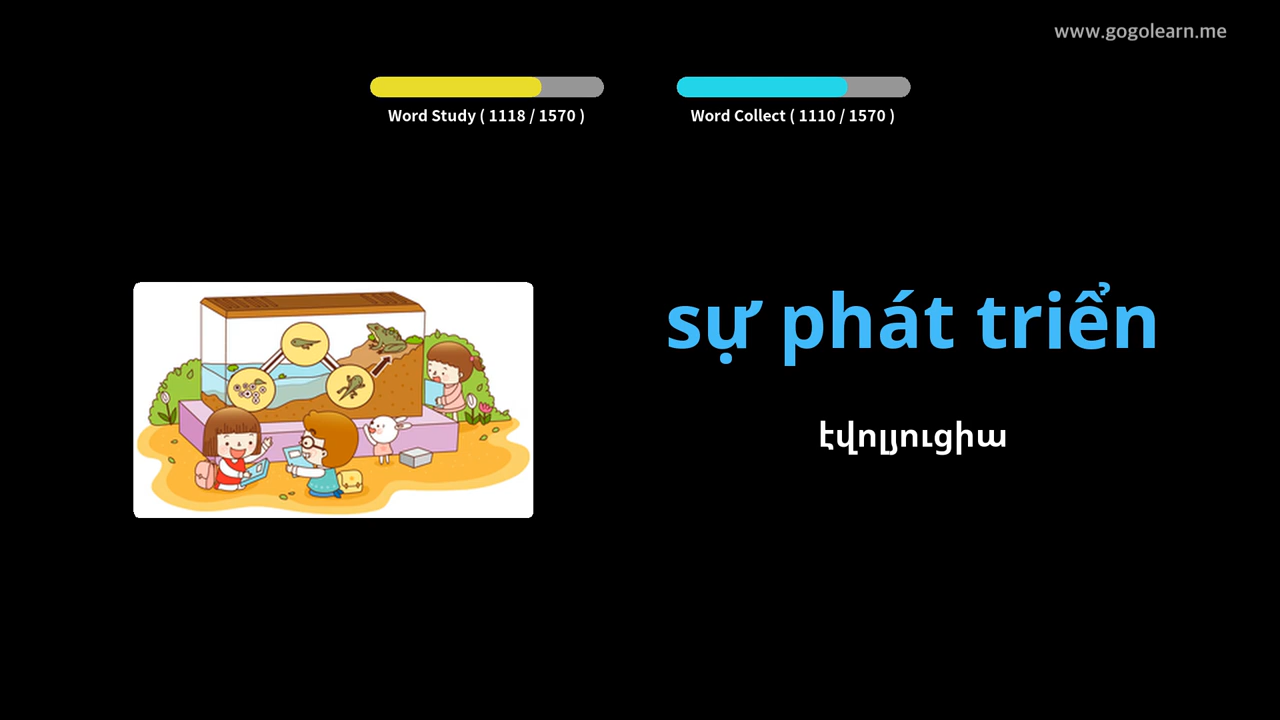 www.gogolearn.me
Word Study ( 1118 / 1570 )
Word Collect ( 1110 / 1570 )
sự phát triển
էվոլյուցիա